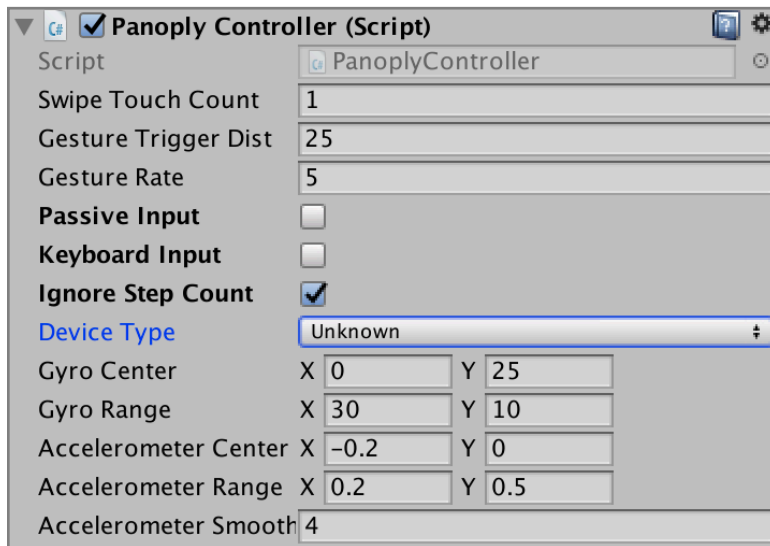 C# Panoply Controller (Script) ?
Script C# PanoplyController
Swipe Touch Count 1
Gesture Trigger Dist 25
Gesture Rate 5
Passive Input
Keyboard Input
Ignore Step Count
Device Type Unknown
Gyro Center X 0 Y 25
Gyro Range X 30 Y 10
Accelerometer Center X −0.2 Y 0
Accelerometer Range X 0.2 Y 0.5
Accelerometer Smooth 4